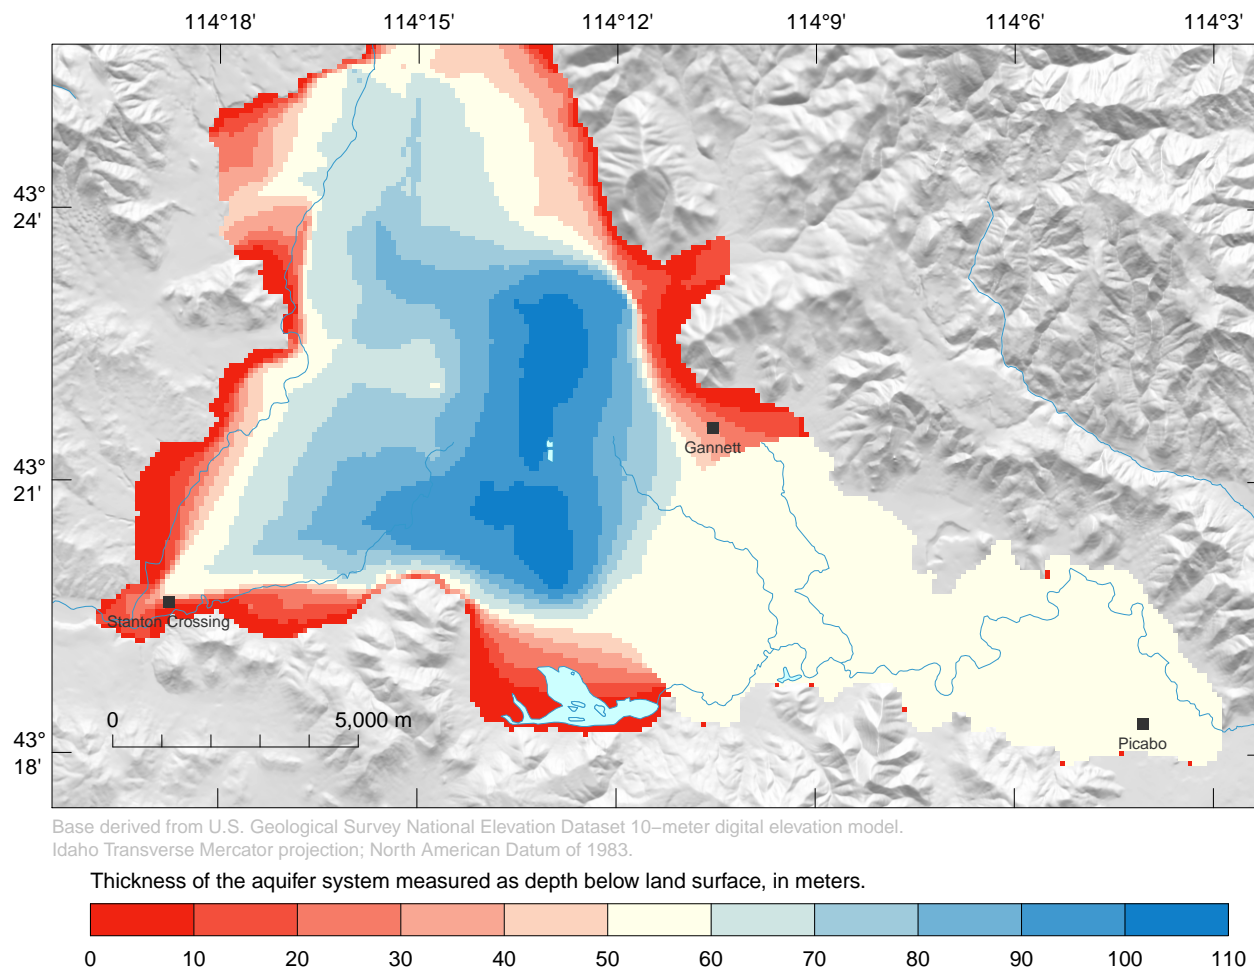 114°18' 114°15' 114°12' 114°9' 114°6' 114°3'
43°
24'
43°
21'
Gannett
Stanton Crossing
0 5,000 m
43°
18'
Picabo
Base derived from U.S. Geological Survey National Elevation Dataset 10−meter digital elevation model.
Idaho Transverse Mercator projection; North American Datum of 1983.
Thickness of the aquifer system measured as depth below land surface, in meters.
0 10 20 30 40 50 60 70 80 90 100 110